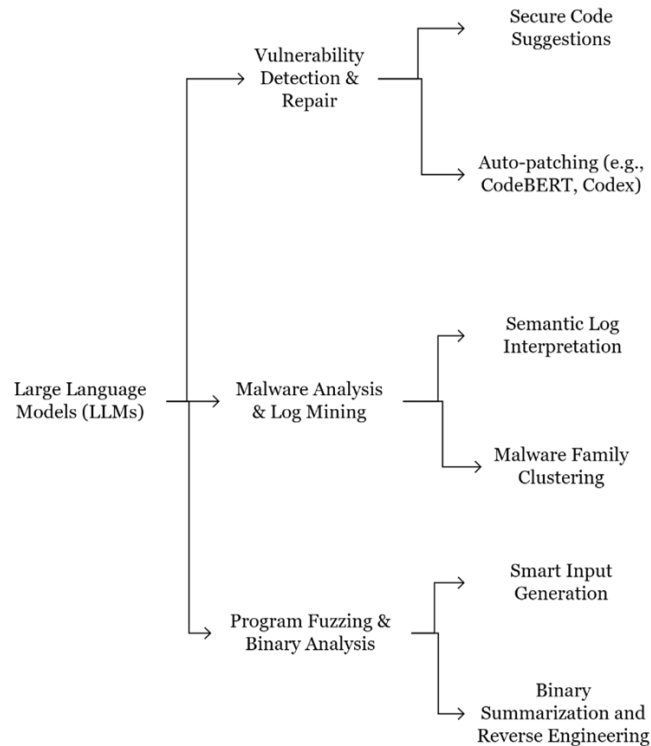 Secure Code
Suggestions
Vulnerability
Detection &
Repair
Auto-patching (e.g.,
CodeBERT, Codex)
Semantic Log
Interpretation
Large Language
Models (LLMs)
Malware Analysis
& Log Mining
Malware Family
Clustering
Smart Input
Generation
Program Fuzzing &
Binary Analysis
Binary
Summarization and
Reverse Engineering